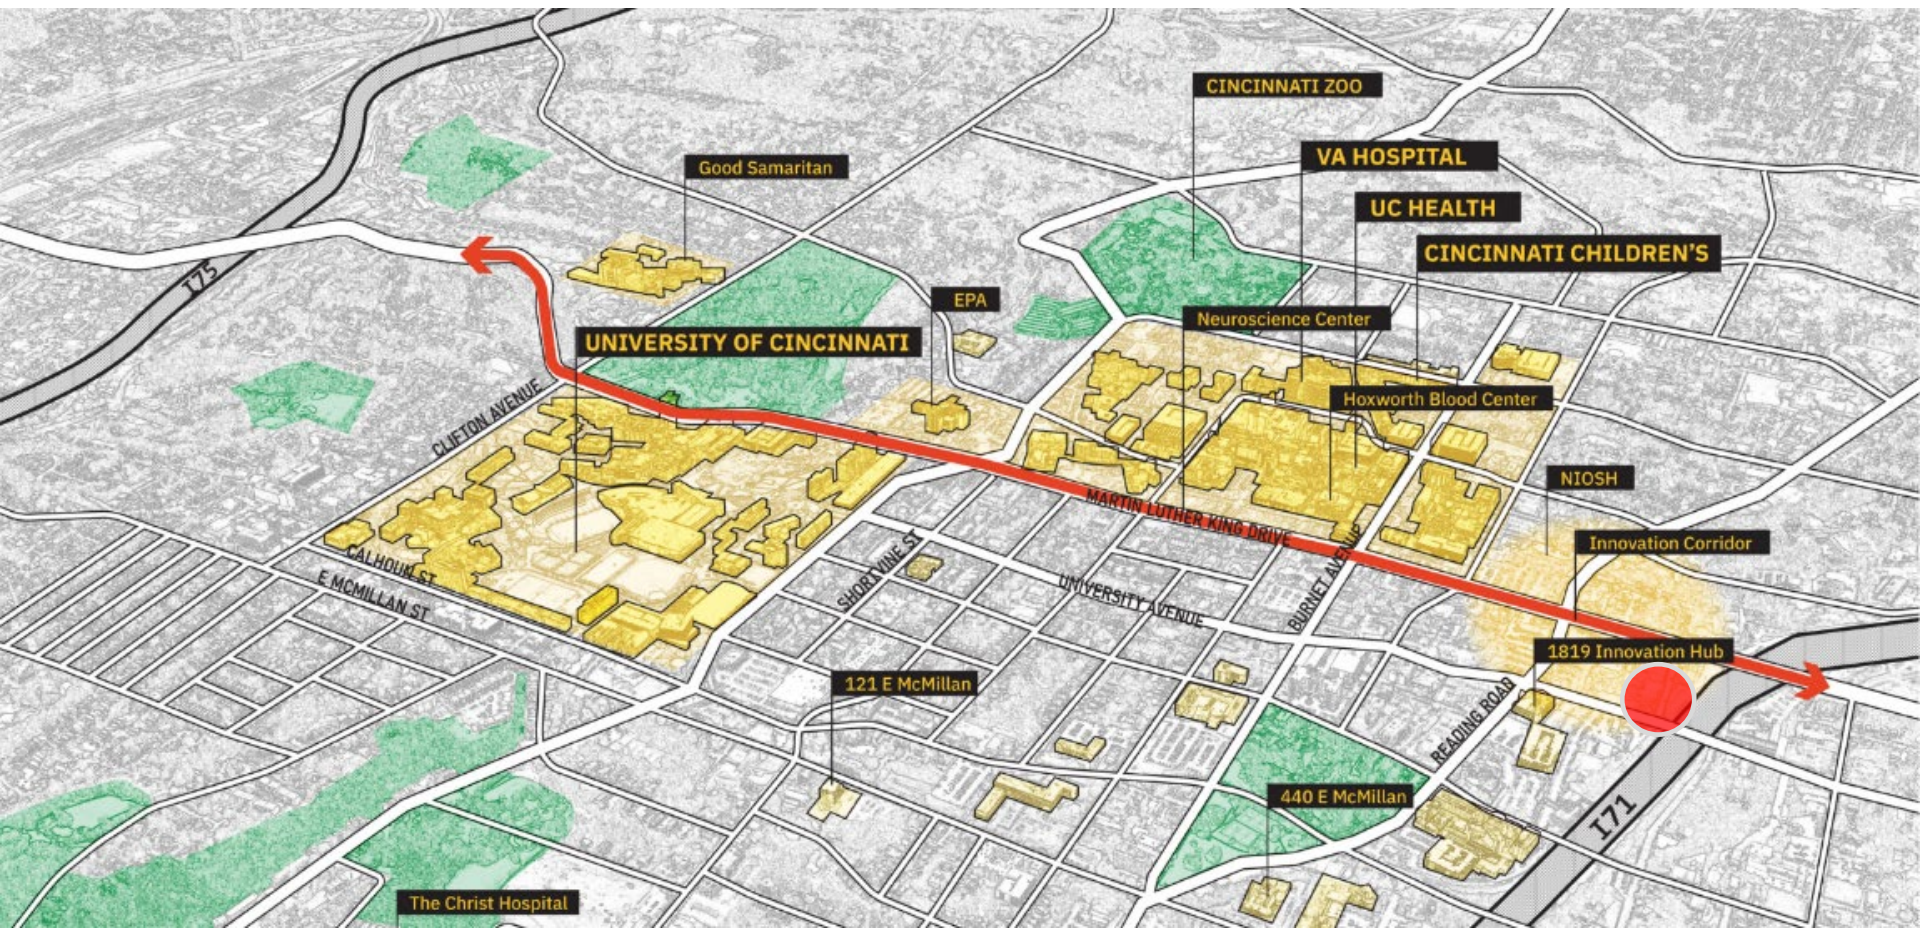 CINCINNATI ZOO
VA HOSPITAL
Good Samaritan
UC HEALTH
CINCINNATI CHILDREN'S
I75
EPA
Neuroscience Center
UNIVERSITY OF CINCINNATI
Hoxworth Blood Center
CLIFTON AVENUE
NIOSH
MARTIN LUTHER KING DRIVE
Innovation Corridor
CALHOUN ST
E MCMILLAN ST
SHORTVINE ST
UNIVERSITY AVENUE
BURNET AVENUE
1819 Innovation Hub
121 E McMillan
READING ROAD
440 E McMillan
I71
The Christ Hospital